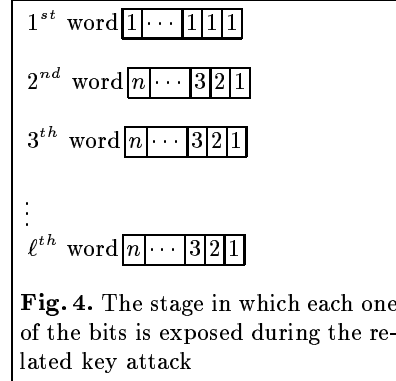 1st word 1 ··· 1 1 1
2nd word n ··· 3 2 1
3th word n ··· 3 2 1
⋮
ℓth word n ··· 3 2 1
Fig. 4. The stage in which each one
of the bits is exposed during the re-
lated key attack